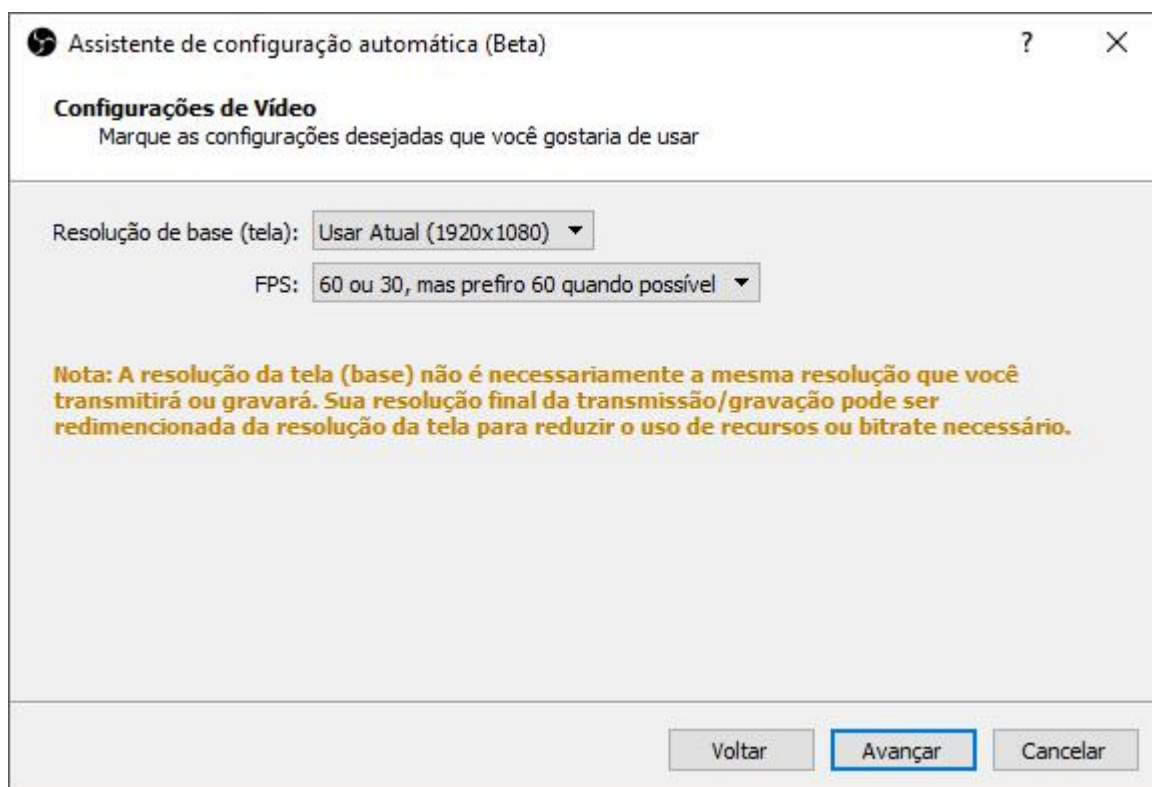 Assistente de configuração automática (Beta)
?
Configurações de Vídeo
Marque as configurações desejadas que você gostaria de usar
Resolução de base (tela): Usar Atual (1920x1080)
FPS: 60 ou 30, mas prefiro 60 quando possível
Nota: A resolução da tela (base) não é necessariamente a mesma resolução que você
transmitirá ou gravará. Sua resolução final da transmissão/gravação pode ser
redimencionada da resolução da tela para reduzir o uso de recursos ou bitrate necessário.
Voltar Avançar Cancelar